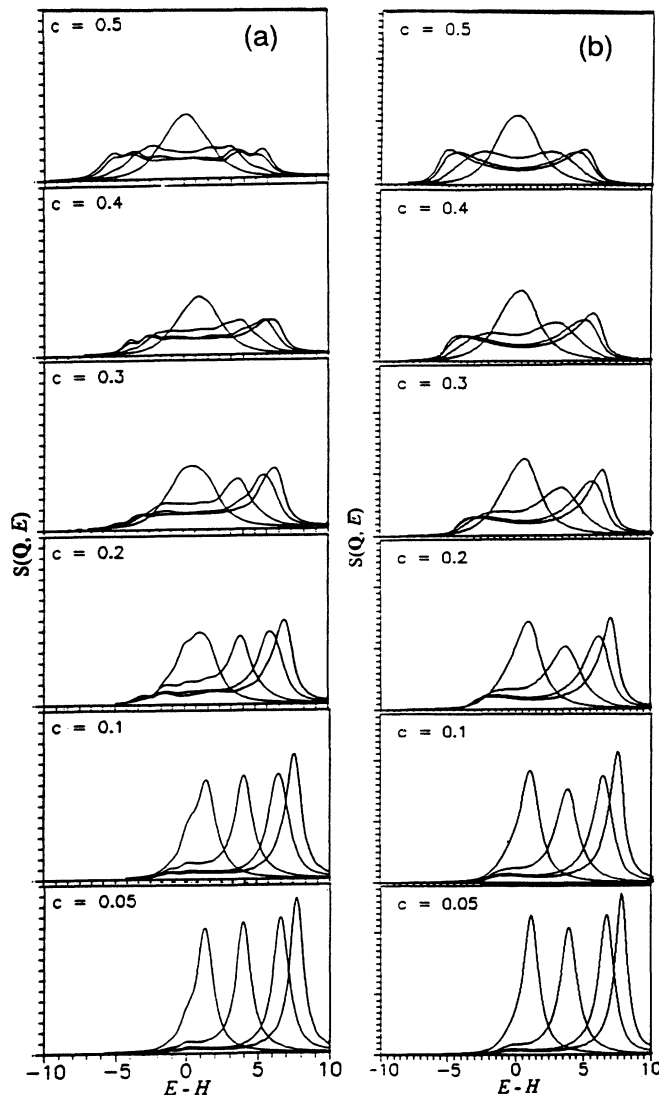 c = 0.5
(a)
c = 0.4
c = 0.3
c = 0.2
c = 0.1
c = 0.05
S(Q, E)
-10
-5
0
5
10
E - H
c = 0.5
(b)
c = 0.4
c = 0.3
c = 0.2
c = 0.1
c = 0.05
S(Q, E)
-10
-5
0
5
10
E - H